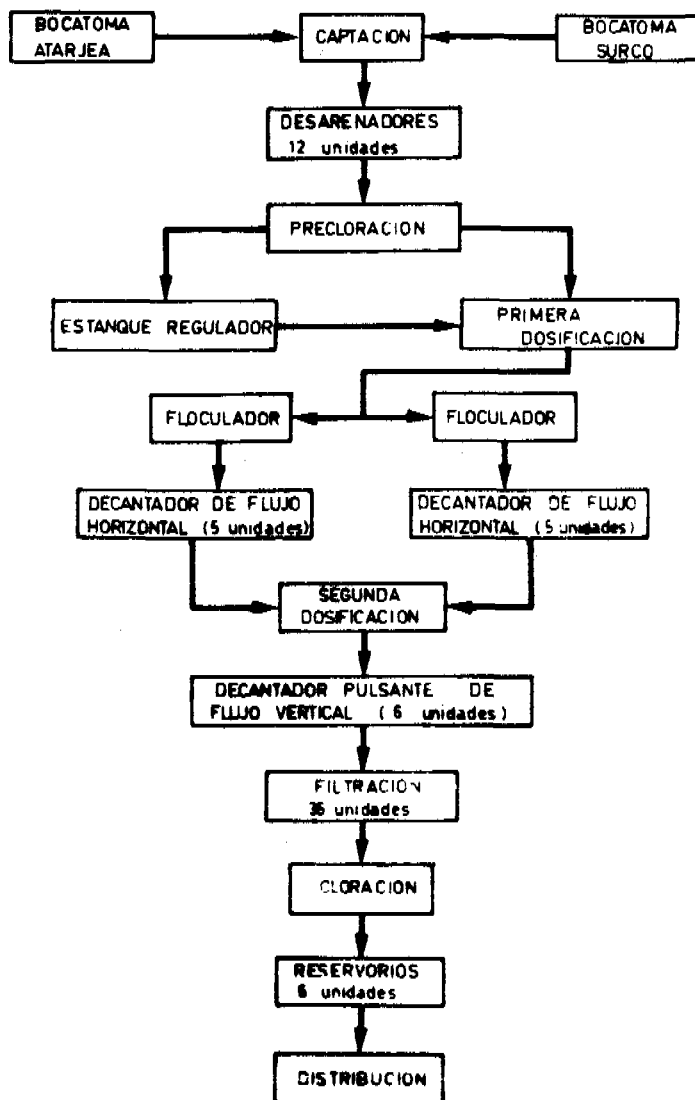 BOCATOMA
ATARJEA
CAPTACION
BOCATOMA
SURCO
DESARENADORES
12 unidades
PRECLORACION
ESTANQUE REGULADOR
PRIMERA
DOSIFICACION
FLOCULADOR
FLOCULADOR
DECANTADOR DE FLUJO
HORIZONTAL (5 unidades)
DECANTADOR DE FLUJO
HORIZONTAL (5 unidades)
SEGUNDA
DOSIFICACION
DECANTADOR PULSANTE DE
FLUJO VERTICAL (6 unidades)
FILTRACION
36 unidades
CLORACION
RESERVORIOS
6 unidades
DISTRIBUCION